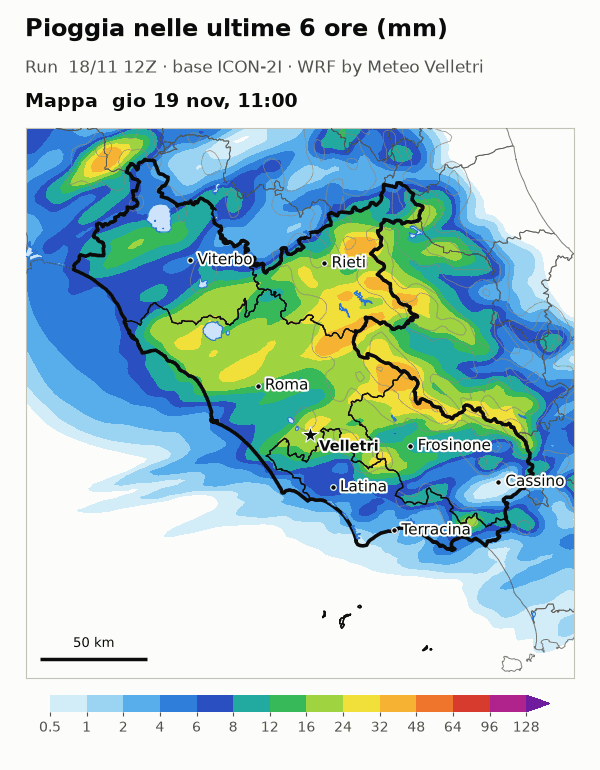 Pioggia nelle ultime 6 ore (mm)
Run 18/11 12Z · base ICON-2I · WRF by Meteo Velletri
Mappa gio 19 nov, 11:00
Viterbo
Rieti
Roma
Velletri
Frosinone
Cassino
Latina
Terracina
50 km
0.5 1 2 4 6 8 12 16 24 32 48 64 96 128